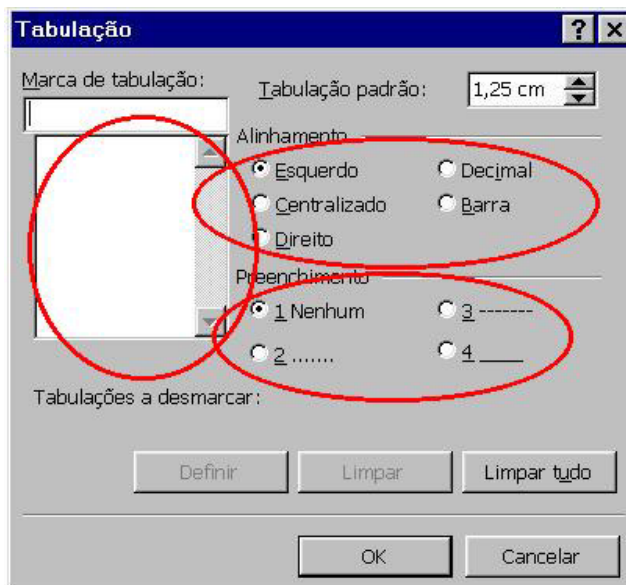 Tabulação
Marca de tabulação:
Tabulação padrão: 1,25 cm
Alinhamento
Esquerdo Decimal
Centralizado Barra
Direito
Preenchimento
1 Nenhum 3 -------
2 ....... 4 ____
Tabulações a desmarcar:
Definir Limpar Limpar tudo
OK Cancelar